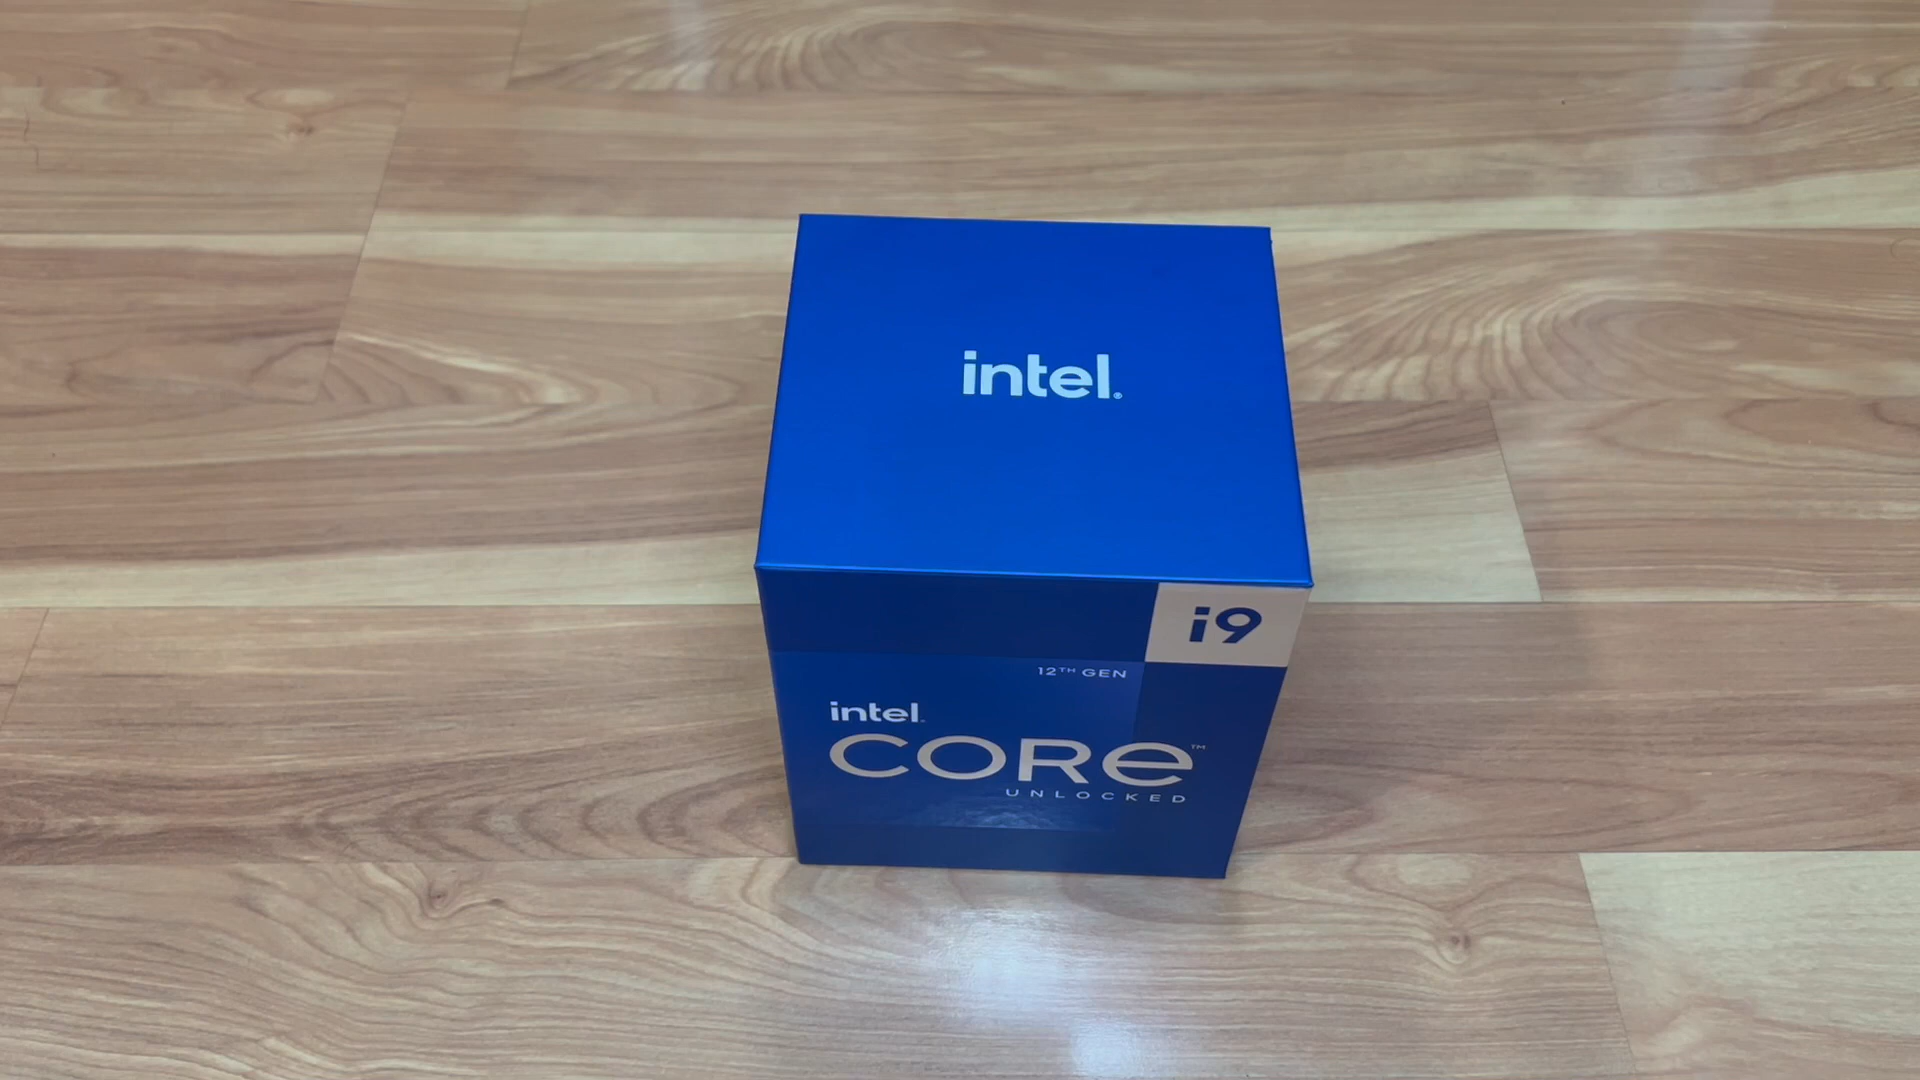 intel®
i9
12TH GEN
intel.
CORe™
UNLOCKED